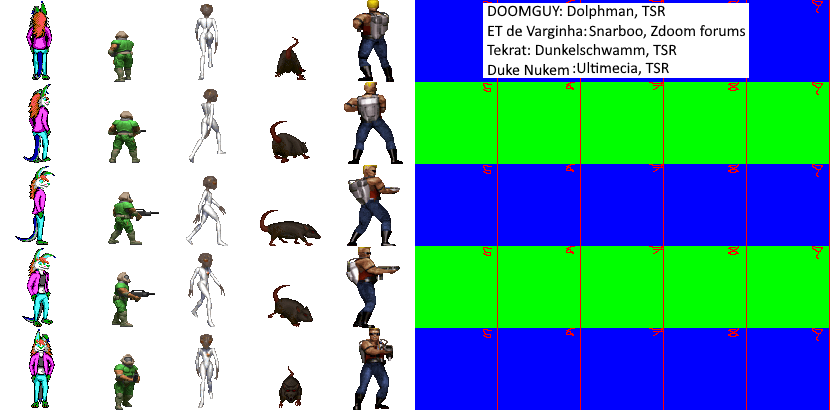 DOOMGUY: Dolphman, TSR
ET de Varginha: Snarboo, Zdoom forums
Tekrat: Dunkelschwamm, TSR
Duke Nukem :Ultimecia, TSR